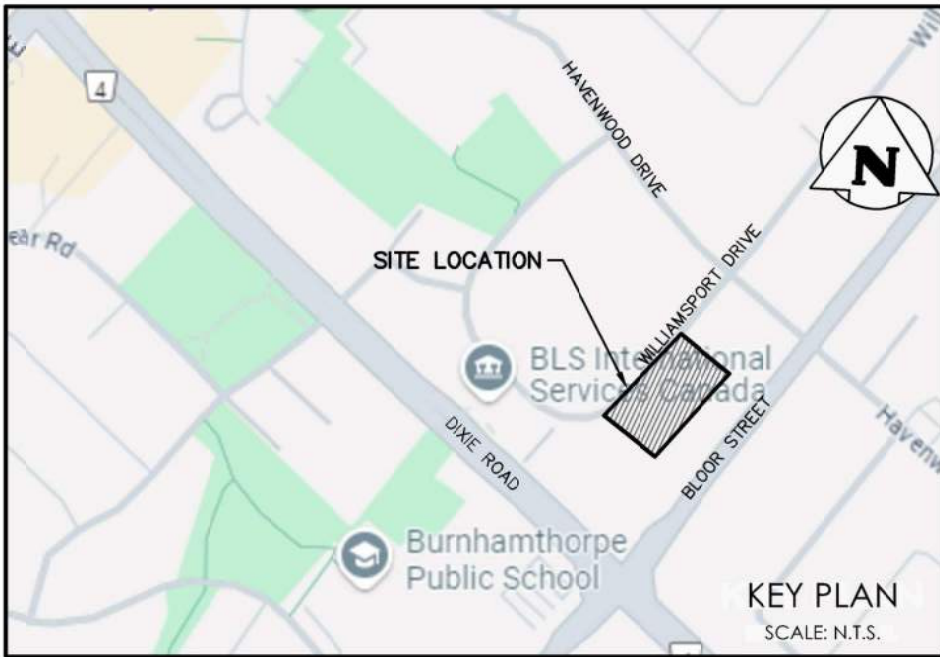 4
HAVENWOOD DRIVE
N
ear Rd
SITE LOCATION
WILLIAMSPORT DRIVE
BLS International
Services Canada
DIXIE ROAD
BLOOR STREET
Havenw
Burnhamthorpe
Public School
KEY PLAN
SCALE: N.T.S.